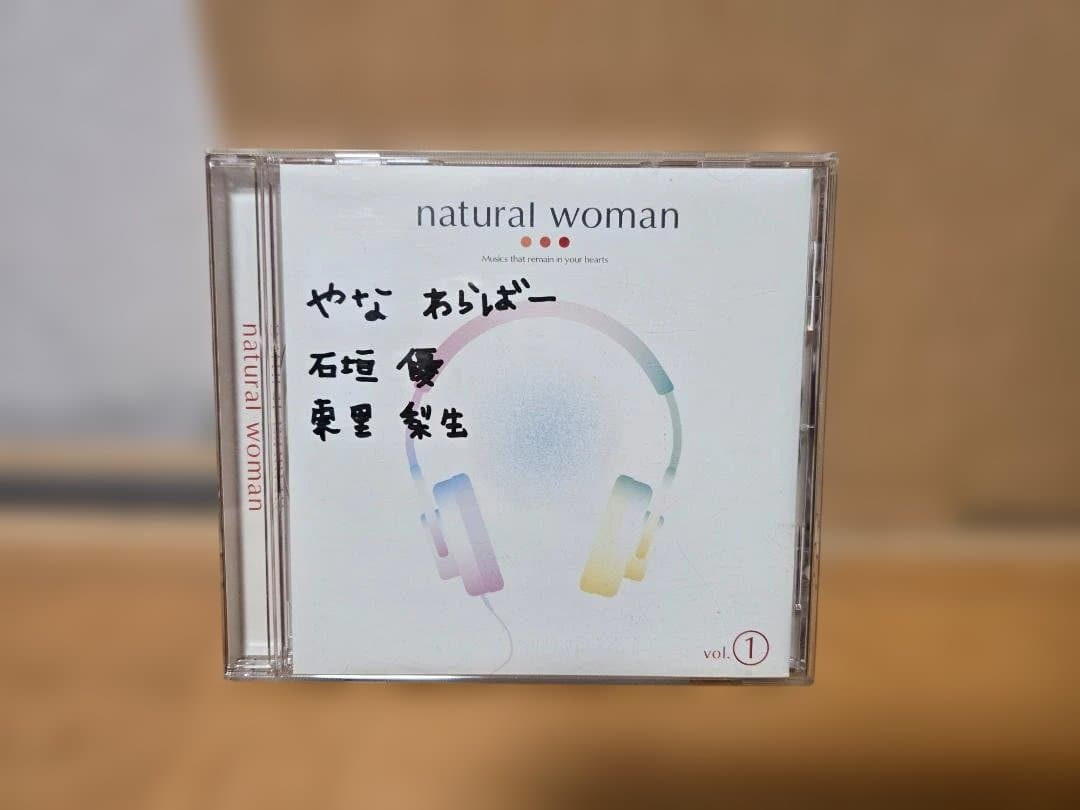 natural woman
Musics that remain in your hearts
やなわらばー
石垣 優
東里 梨生
natural woman
vol. 1